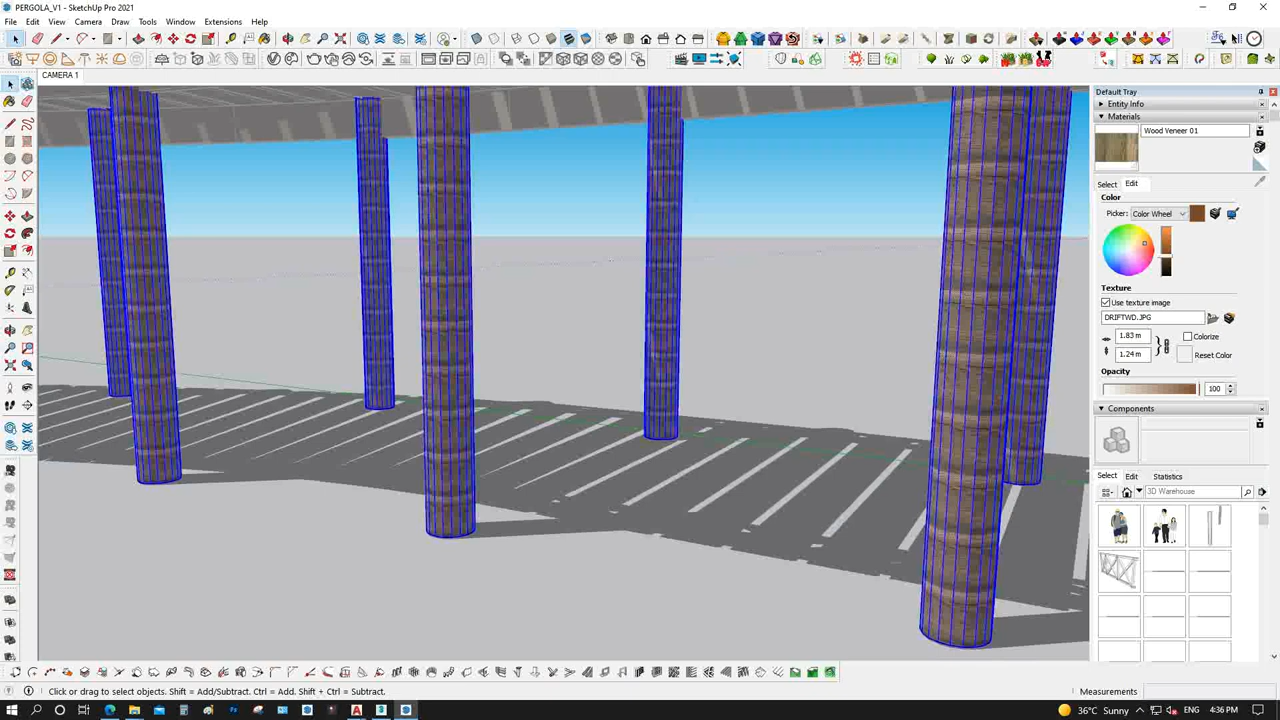 PERGOLA_V1 - SketchUp Pro 2021
File Edit View Camera Draw Tools Window Extensions Help
CAMERA 1
Default Tray
Entity Info
Materials
Wood Veneer 01
Select Edit
Color
Picker: Color Wheel
Texture
Use texture image
DRIFTWD.JPG
1.83 m Colorize
1.24 m Reset Color
Opacity
100
Components
Select Edit Statistics
3D Warehouse
Click or drag to select objects. Shift = Add/Subtract. Ctrl = Add. Shift + Ctrl = Subtract.
Measurements
36°C Sunny ENG 4:36 PM